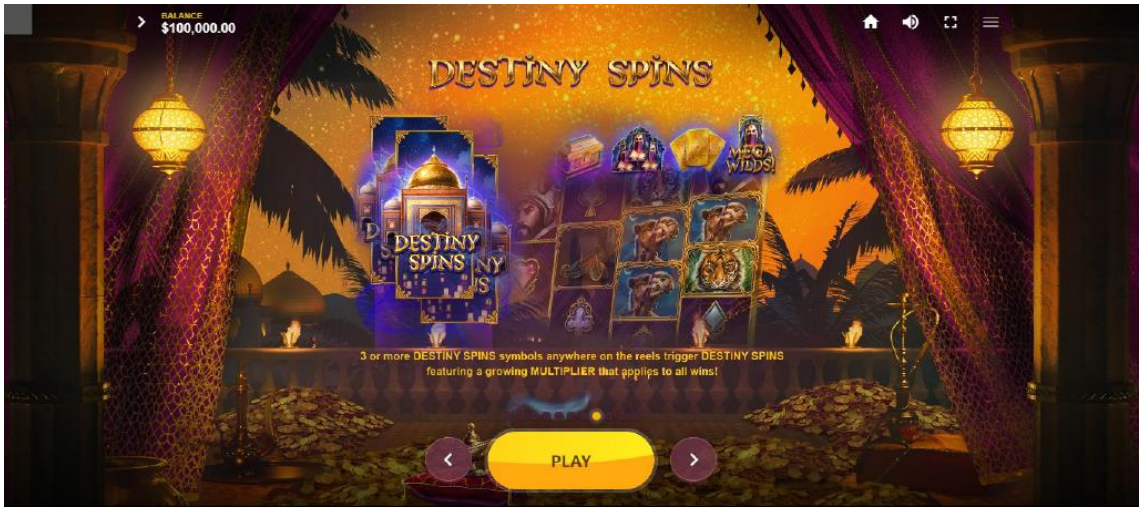 BALANCE
$100,000.00
DESTINY SPINS
MEGA
WILDS!
DESTINY
SPINS
3 or more DESTINY SPINS symbols anywhere on the reels trigger DESTINY SPINS
featuring a growing MULTIPLIER that applies to all wins!
PLAY